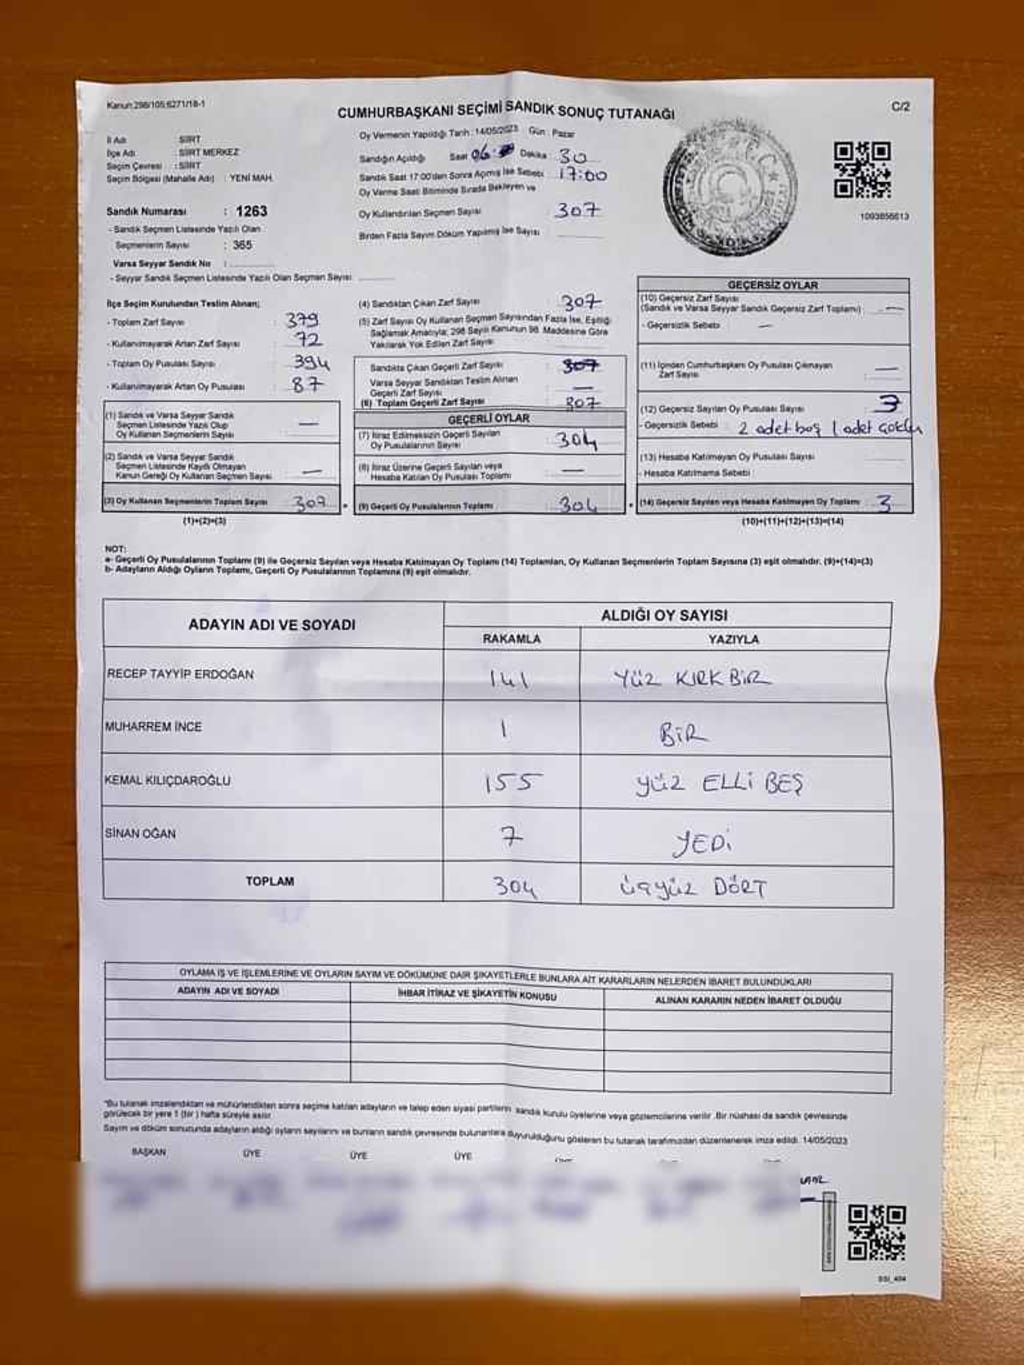 Kanun:298/105;6271/18-1
CUMHURBAŞKANI SEÇİMİ SANDIK SONUÇ TUTANAĞI
C/2
İl Adı : SİİRT
İlçe Adı : SİİRT MERKEZ
Seçim Çevresi : SİİRT
Seçim Bölgesi (Mahalle Adı) : YENİ MAH.
Sandık Numarası : 1263
- Sandık Seçmen Listesinde Yazılı Olan
Seçmenlerin Sayısı : 365
Varsa Seyyar Sandık No :
- Seyyar Sandık Seçmen Listesinde Yazılı Olan Seçmen Sayısı:
Oy Vermenin Yapıldığı Tarih : 14/05/2023 Gün : Pazar
Sandığın Açıldığı Saat 06: Dakika : 30
Sandık Saat 17:00'den Sonra Açılmış İse Sebebi : 17:00
Oy Verme Saati Bitiminde Sırada Bekleyen ve
Oy Kullandırılan Seçmen Sayısı : 307
Birden Fazla Sayım Döküm Yapılmış İse Sayısı :
1093856613
İlçe Seçim Kurulundan Teslim Alınan;
- Toplam Zarf Sayısı : 379
- Kullanılmayarak Artan Zarf Sayısı : 72
- Toplam Oy Pusulası Sayısı : 394
- Kullanılmayarak Artan Oy Pusulası : 87
(1) Sandık ve Varsa Seyyar Sandık
Seçmen Listesinde Yazılı Olup
Oy Kullanan Seçmenlerin Sayısı : —
(2) Sandık ve Varsa Seyyar Sandık
Seçmen Listesinde Kayıtlı Olmayan
Kanun Gereği Oy Kullanan Seçmen Sayısı : —
(3) Oy Kullanan Seçmenlerin Toplam Sayısı : 307
(1)+(2)=(3)
(4) Sandıktan Çıkan Zarf Sayısı : 307
(5) Zarf Sayısı Oy Kullanan Seçmen Sayısından Fazla İse, Eşitliği
Sağlamak Amacıyla; 298 Sayılı Kanunun 98. Maddesine Göre
Yakılarak Yok Edilen Zarf Sayısı :
Sandıkta Çıkan Geçerli Zarf Sayısı : 307
Varsa Seyyar Sandıktan Teslim Alınan
Geçerli Zarf Sayısı : —
(6) Toplam Geçerli Zarf Sayısı : 307
GEÇERLİ OYLAR
(7) İtiraz Edilmeksizin Geçerli Sayılan
Oy Pusulalarının Sayısı : 304
(8) İtiraz Üzerine Geçerli Sayılan veya
Hesaba Katılan Oy Pusulası Toplamı : —
(9) Geçerli Oy Pusulalarının Toplamı : 304
GEÇERSİZ OYLAR
(10) Geçersiz Zarf Sayısı
(Sandık ve Varsa Seyyar Sandık Geçersiz Zarf Toplamı) : —
- Geçersizlik Sebebi : —
(11) İçinden Cumhurbaşkanı Oy Pusulası Çıkmayan
Zarf Sayısı : —
(12) Geçersiz Sayılan Oy Pusulası Sayısı : 3
- Geçersizlik Sebebi : 2 adet boş 1 adet çoklu
(13) Hesaba Katılmayan Oy Pusulası Sayısı :
- Hesaba Katılmama Sebebi :
(14) Geçersiz Sayılan veya Hesaba Katılmayan Oy Toplamı : 3
(10)+(11)+(12)+(13)=(14)
NOT:
a- Geçerli Oy Pusulalarının Toplamı (9) ile Geçersiz Sayılan veya Hesaba Katılmayan Oy Toplamı (14) Toplamları, Oy Kullanan Seçmenlerin Toplam Sayısına (3) eşit olmalıdır. (9)+(14)=(3)
b- Adayların Aldığı Oyların Toplamı, Geçerli Oy Pusulalarının Toplamına (9) eşit olmalıdır.
ADAYIN ADI VE SOYADI
ALDIĞI OY SAYISI
RAKAMLA YAZIYLA
RECEP TAYYİP ERDOĞAN 141 YÜZ KIRK BİR
MUHARREM İNCE 1 BİR
KEMAL KILIÇDAROĞLU 155 YÜZ ELLİ BEŞ
SİNAN OĞAN 7 YEDİ
TOPLAM 304 ÜÇYÜZ DÖRT
OYLAMA İŞ VE İŞLEMLERİNE VE OYLARIN SAYIM VE DÖKÜMÜNE DAİR ŞİKAYETLERLE BUNLARA AİT KARARLARIN NELERDEN İBARET BULUNDUKLARI
ADAYIN ADI VE SOYADI İHBAR İTİRAZ VE ŞİKAYETİN KONUSU ALINAN KARARIN NEDEN İBARET OLDUĞU
*Bu tutanak imzalandıktan ve mühürlendikten sonra seçime katılan adayların ve talep eden siyasi partilerin sandık kurulu üyelerine veya gözlemcilerine verilir. Bir nüshası da sandık çevresinde
görülecek bir yere 1 (bir) hafta süreyle asılır.
Sayım ve döküm sonucunda adayların aldığı oyların sayılarını ve bunların sandık çevresinde bulunanlara duyurulduğunu gösteren bu tutanak tarafımızdan düzenlenerek imza edildi. 14/05/2023
BAŞKAN ÜYE ÜYE ÜYE
SSI_404